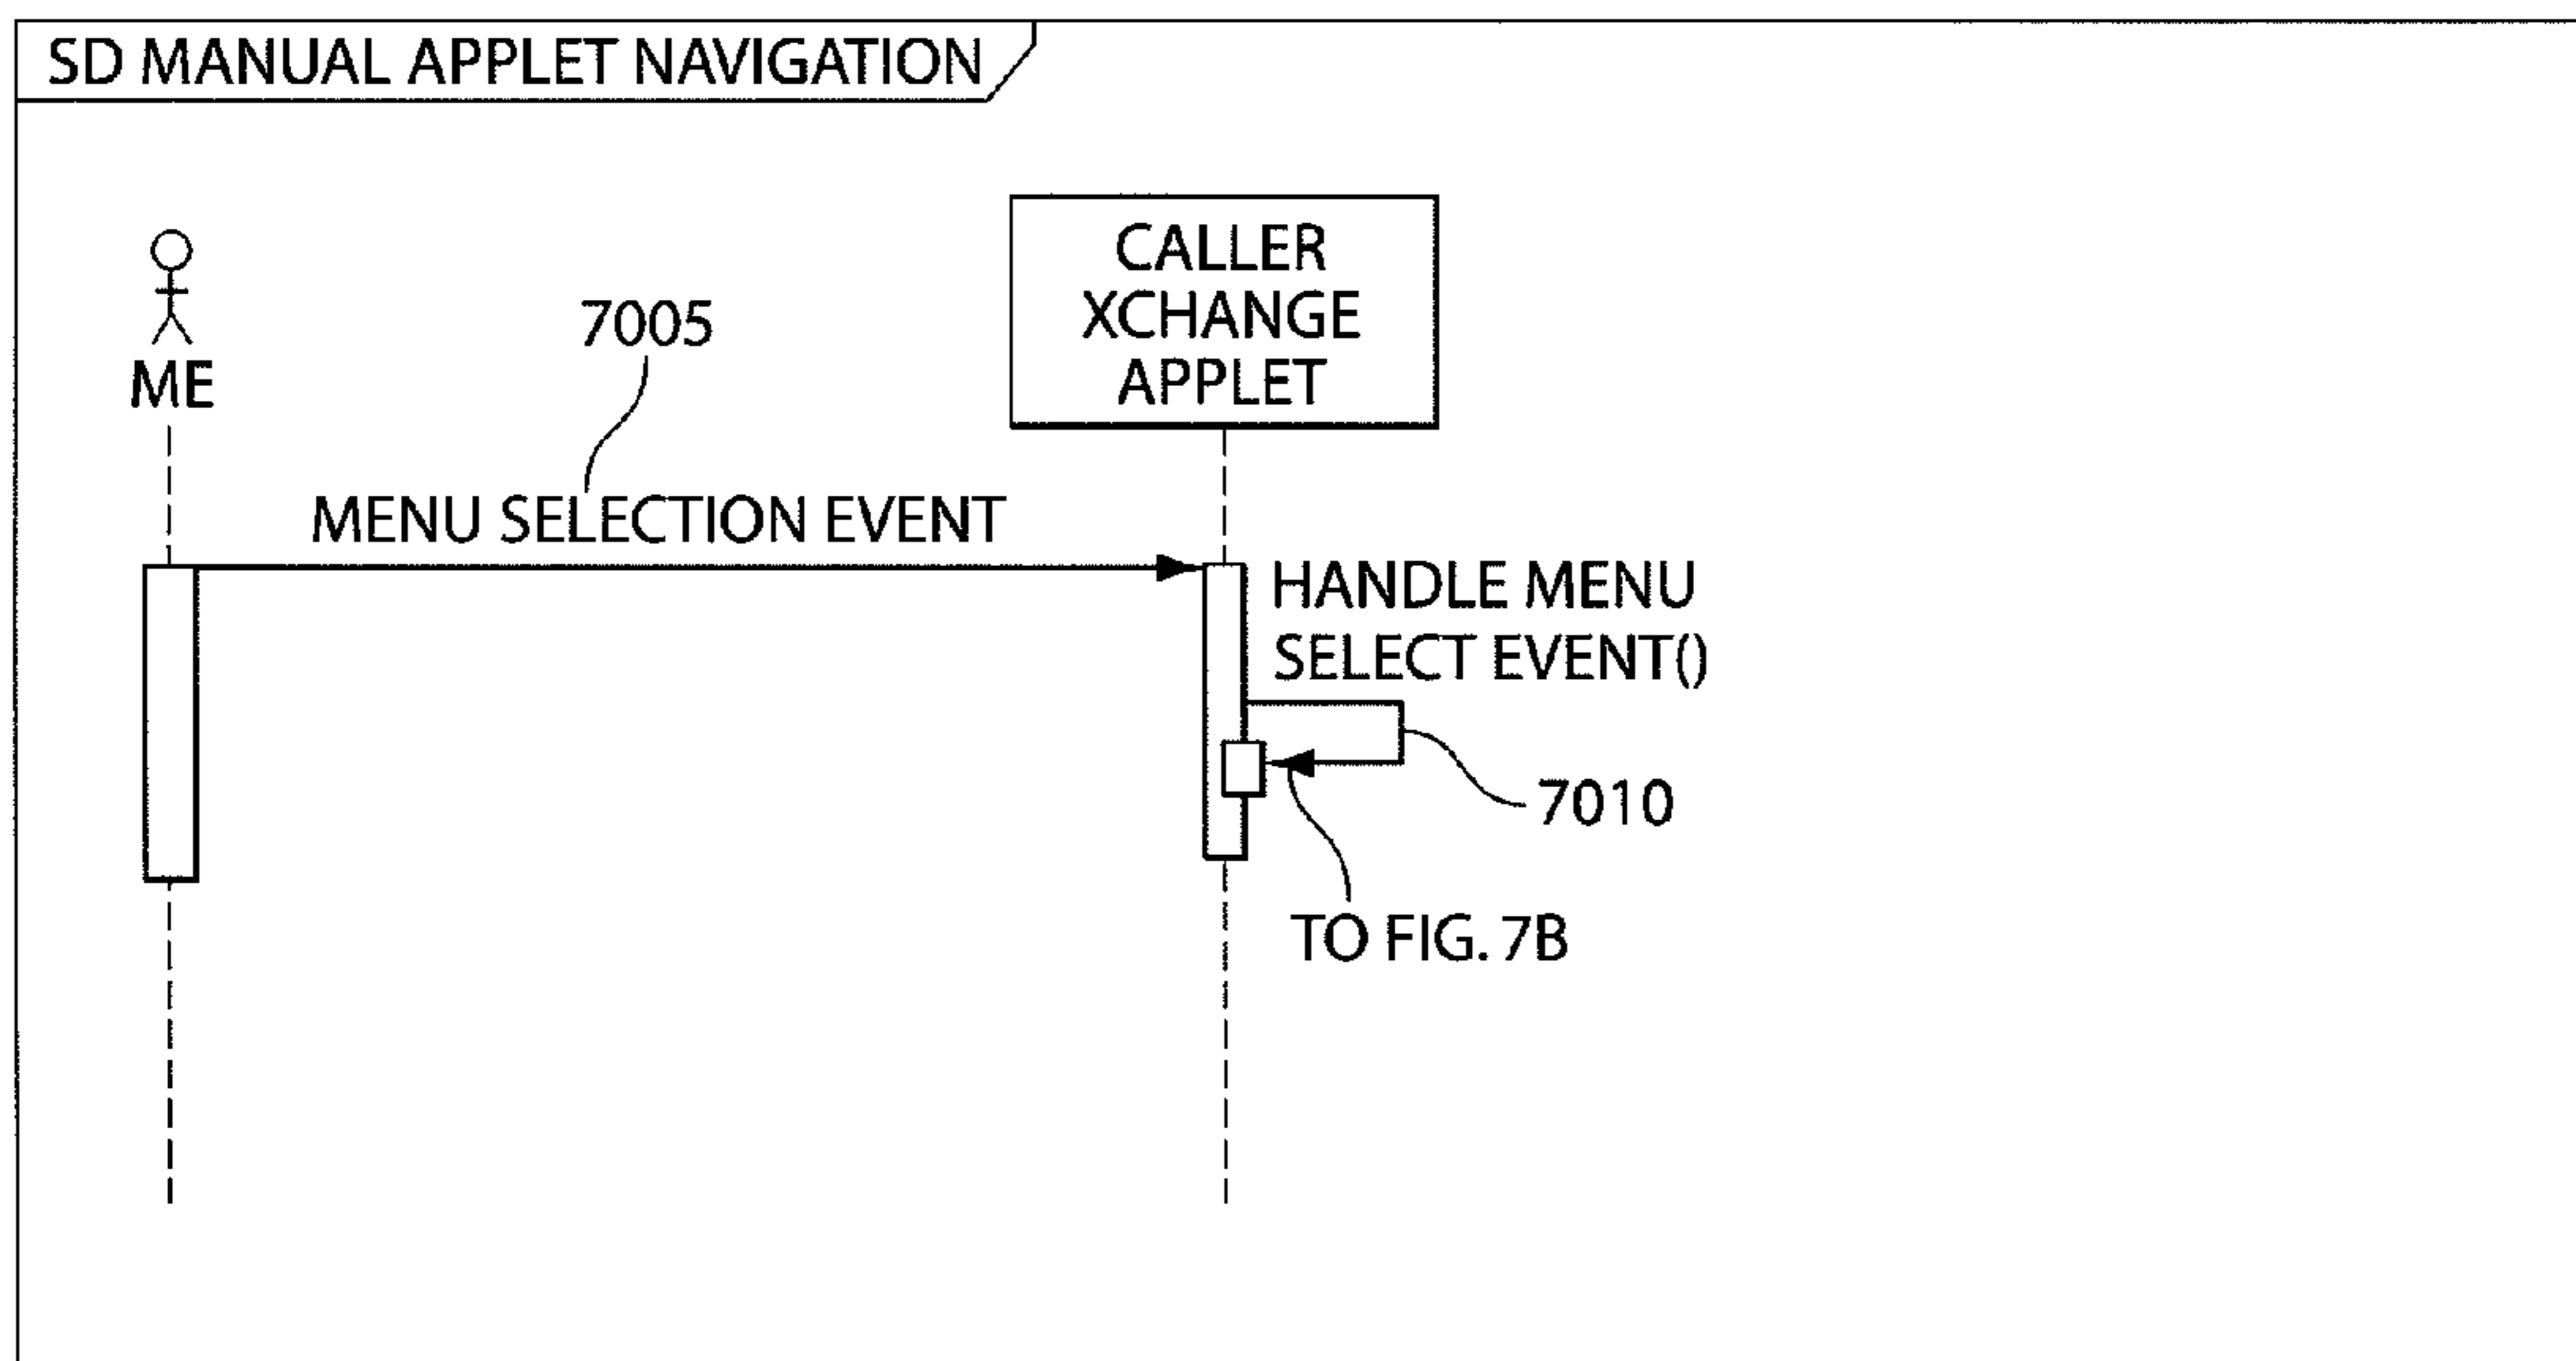 SD MANUAL APPLET NAVIGATION
CALLER
XCHANGE
APPLET
ME
7005
MENU SELECTION EVENT
HANDLE MENU
SELECT EVENT()
7010
TO FIG. 7B